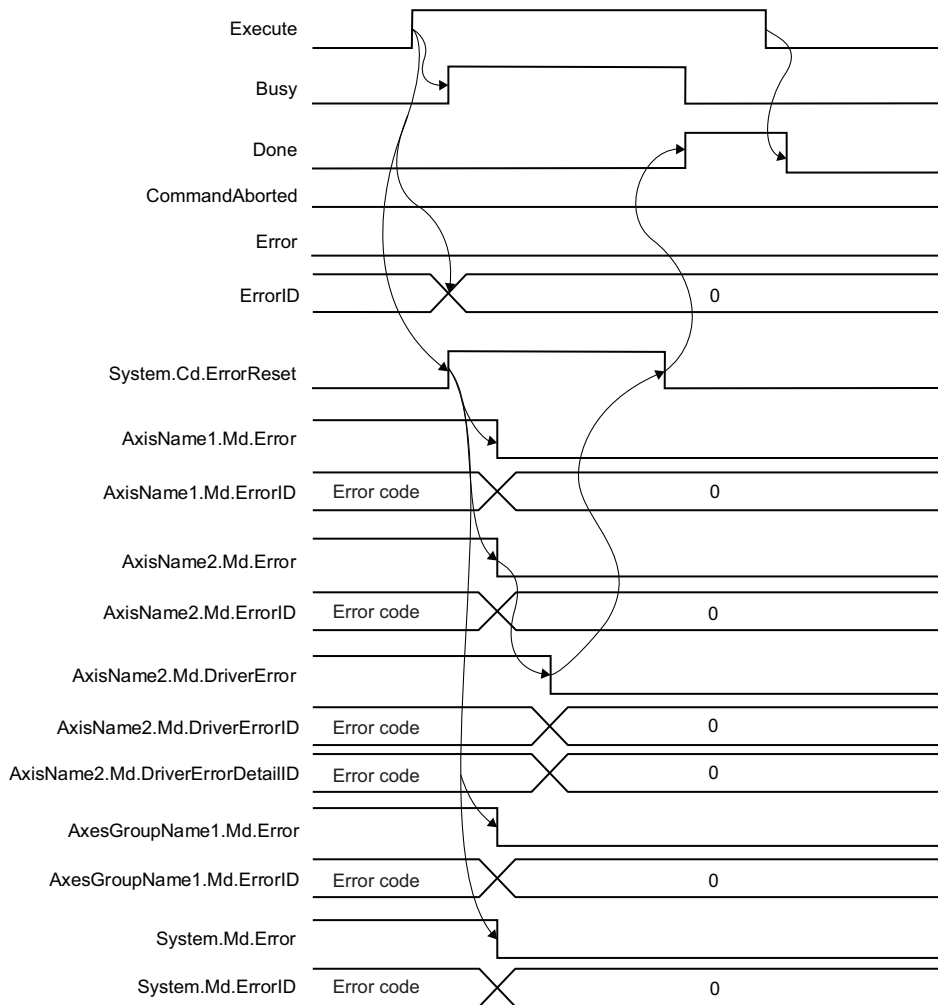 Execute
Busy
Done
CommandAborted
Error
ErrorID 0
System.Cd.ErrorReset
AxisName1.Md.Error
AxisName1.Md.ErrorID Error code 0
AxisName2.Md.Error
AxisName2.Md.ErrorID Error code 0
AxisName2.Md.DriverError
AxisName2.Md.DriverErrorID Error code 0
AxisName2.Md.DriverErrorDetailID Error code 0
AxesGroupName1.Md.Error
AxesGroupName1.Md.ErrorID Error code 0
System.Md.Error
System.Md.ErrorID Error code 0